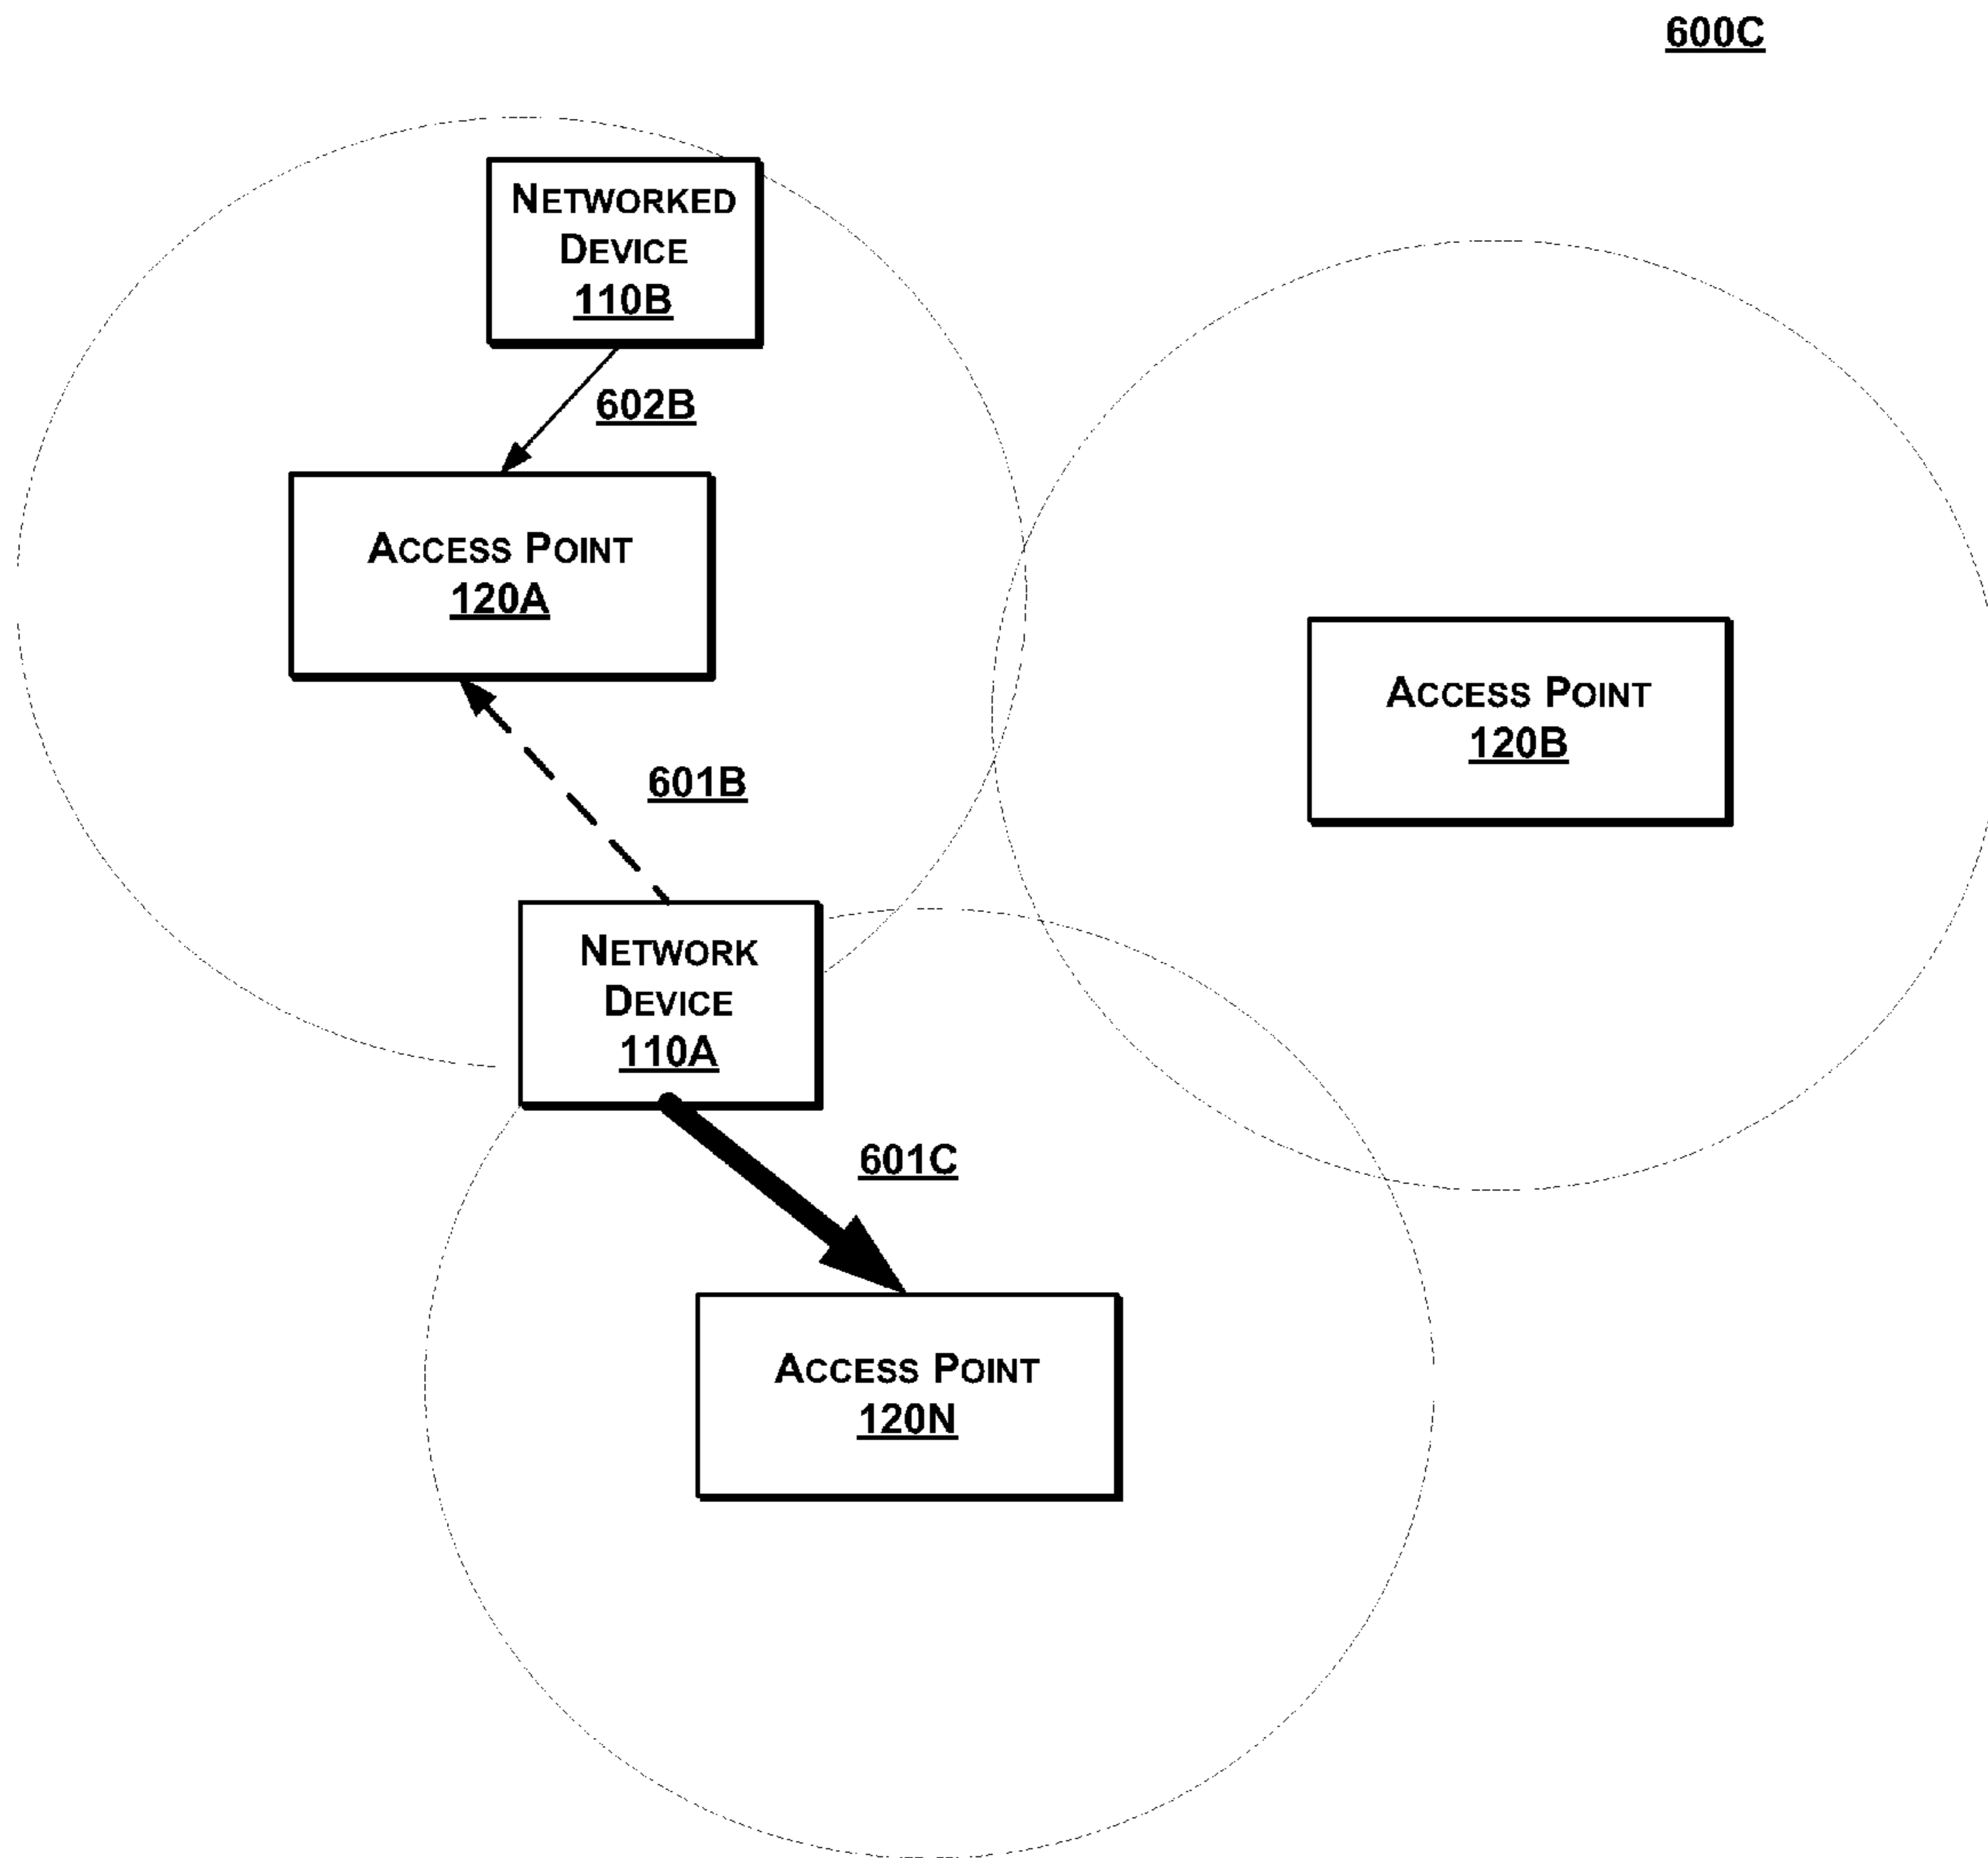 600C
NETWORKED
DEVICE
110B
602B
ACCESS POINT
120A
ACCESS POINT
120B
601B
NETWORK
DEVICE
110A
601C
ACCESS POINT
120N